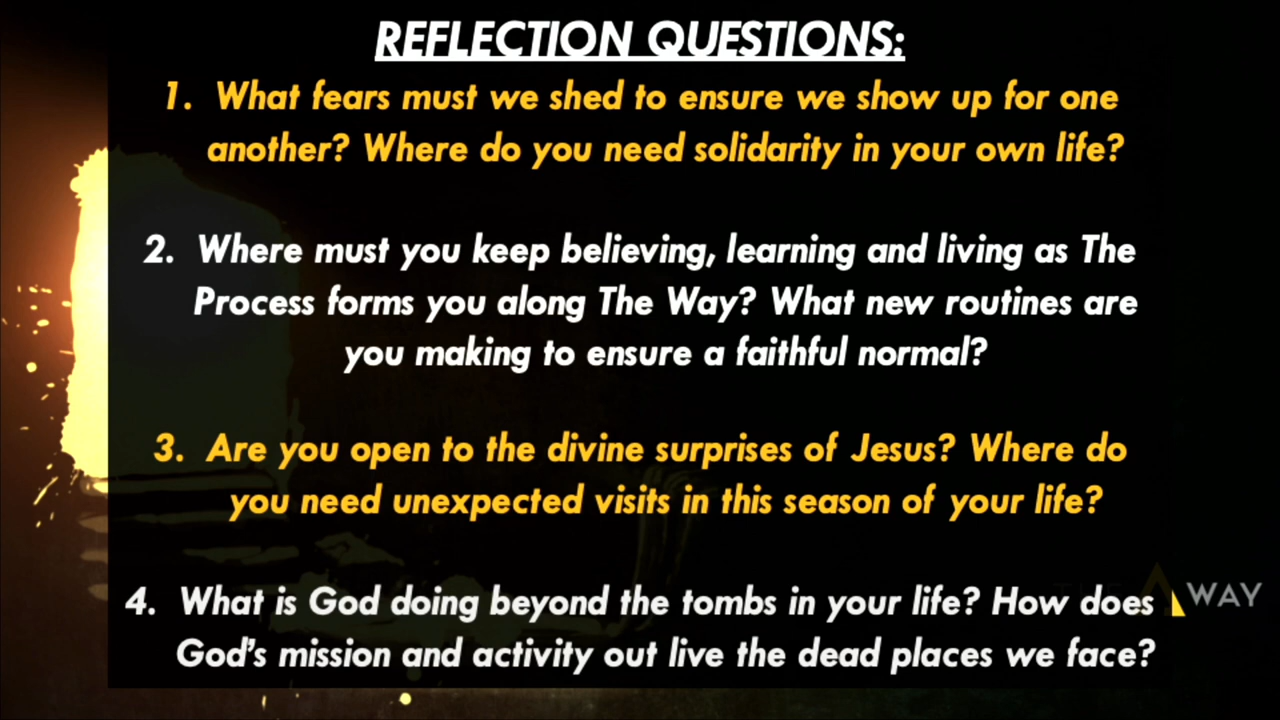 REFLECTION QUESTIONS:
1. What fears must we shed to ensure we show up for one
another? Where do you need solidarity in your own life?
2. Where must you keep believing, learning and living as The
Process forms you along The Way? What new routines are
you making to ensure a faithful normal?
3. Are you open to the divine surprises of Jesus? Where do
you need unexpected visits in this season of your life?
4. What is God doing beyond the tombs in your life? How does
God's mission and activity out live the dead places we face?
THE WAY